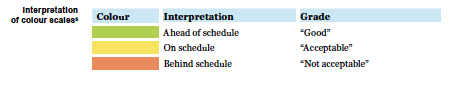 Interpretation
of colour scales⁸
Colour Interpretation Grade
Ahead of schedule “Good”
On schedule “Acceptable”
Behind schedule “Not acceptable”